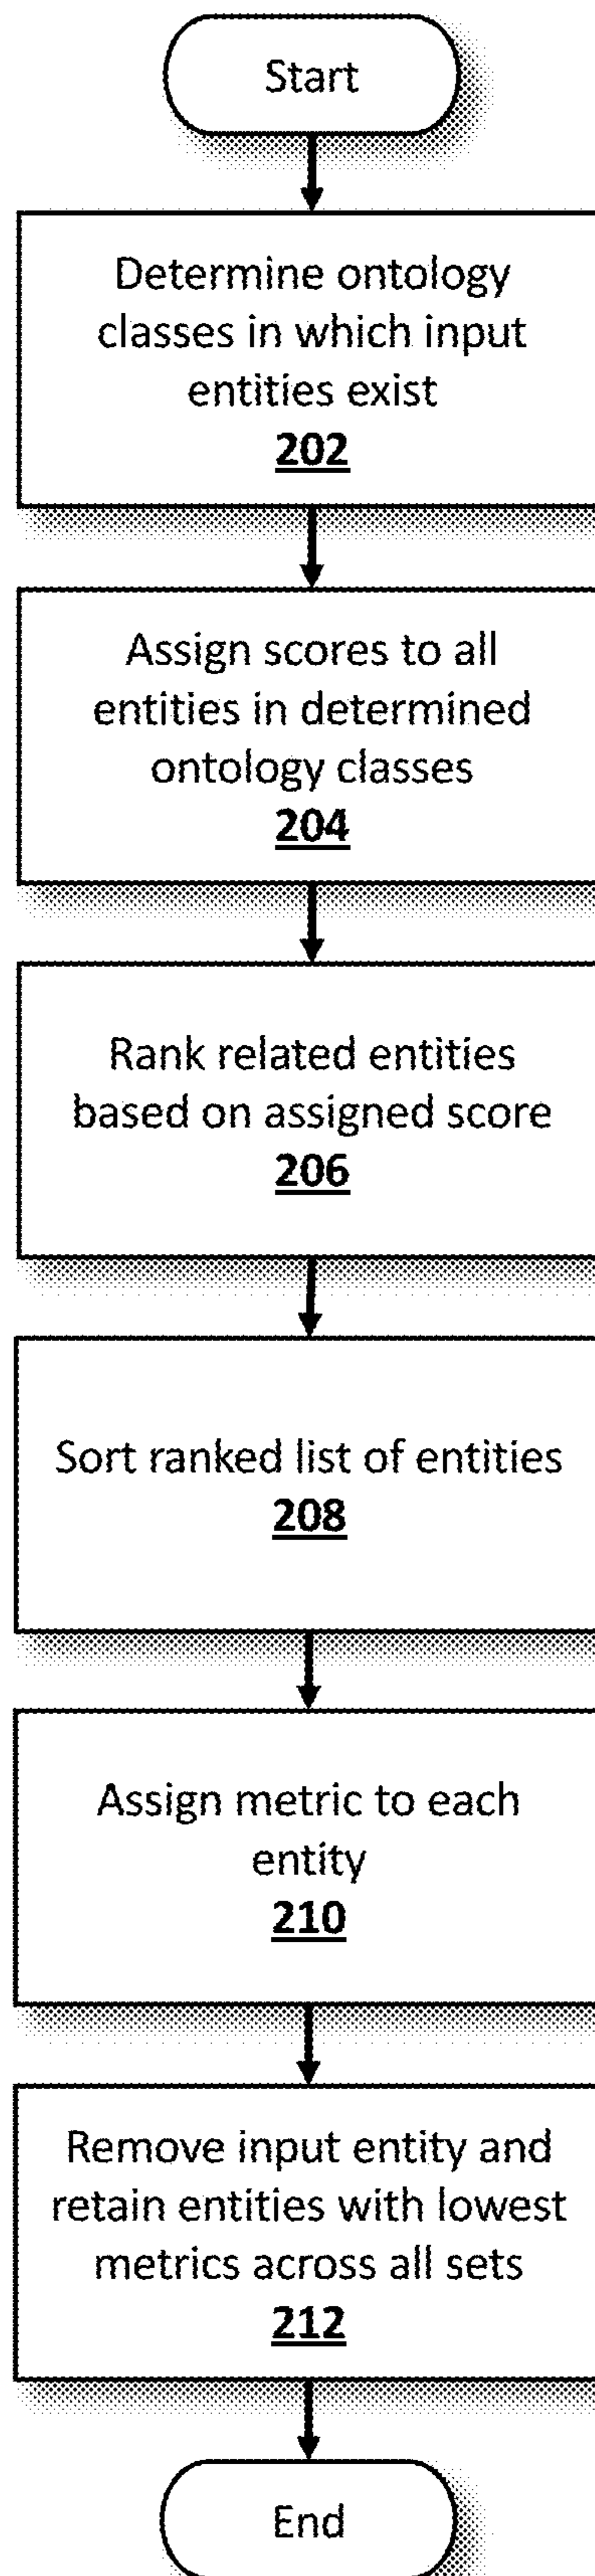 Start
Determine ontology
classes in which input
entities exist
202
Assign scores to all
entities in determined
ontology classes
204
Rank related entities
based on assigned score
206
Sort ranked list of entities
208
Assign metric to each
entity
210
Remove input entity and
retain entities with lowest
metrics across all sets
212
End